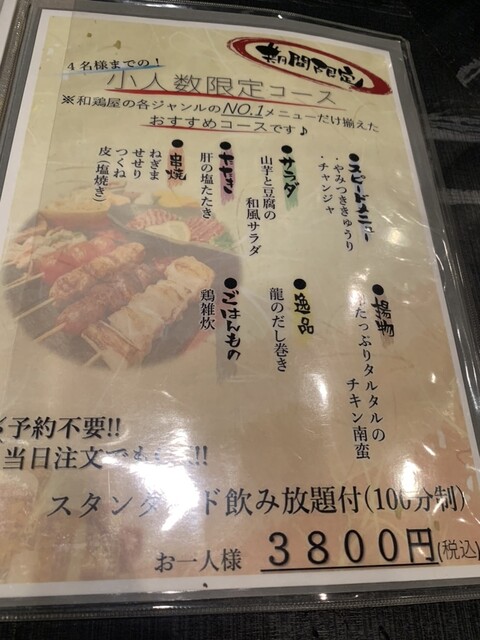 期間限定
4名様までの!
小人数限定コース
※和鶏屋の各ジャンルのNO.1メニューだけ揃えた
おすすめコースです♪
●スピードメニュー
・やみつききゅうり
・チャンジャ
●サラダ
山芋と豆腐の
和風サラダ
●たたき
肝の塩たたき
●串焼
ねぎま
せせり
つくね
皮(塩焼き)
●揚物
たっぷりタルタルの
チキン南蛮
●逸品
龍のだし巻き
●ごはんもの
鶏雑炊
予約不要!!
当日注文でも!!
スタンダード飲み放題付(100分制)
お一人様 3800円(税込)